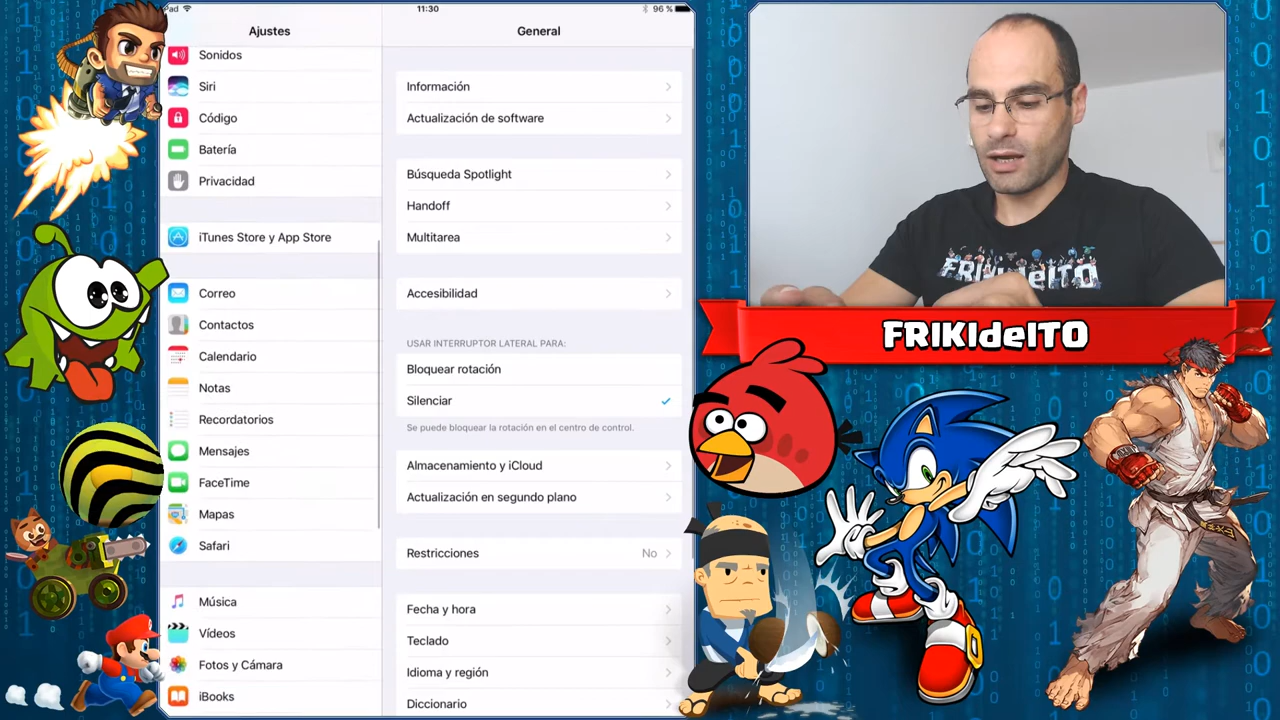 Pad
11:30
96 %
Ajustes
General
Sonidos
Siri
Código
Batería
Privacidad
iTunes Store y App Store
Correo
Contactos
Calendario
Notas
Recordatorios
Mensajes
FaceTime
Mapas
Safari
Música
Vídeos
Fotos y Cámara
iBooks
Información
Actualización de software
Búsqueda Spotlight
Handoff
Multitarea
Accesibilidad
USAR INTERRUPTOR LATERAL PARA:
Bloquear rotación
Silenciar
Se puede bloquear la rotación en el centro de control.
Almacenamiento y iCloud
Actualización en segundo plano
Restricciones No
Fecha y hora
Teclado
Idioma y región
Diccionario
FRIKIdelTO
FRIKIdelTO